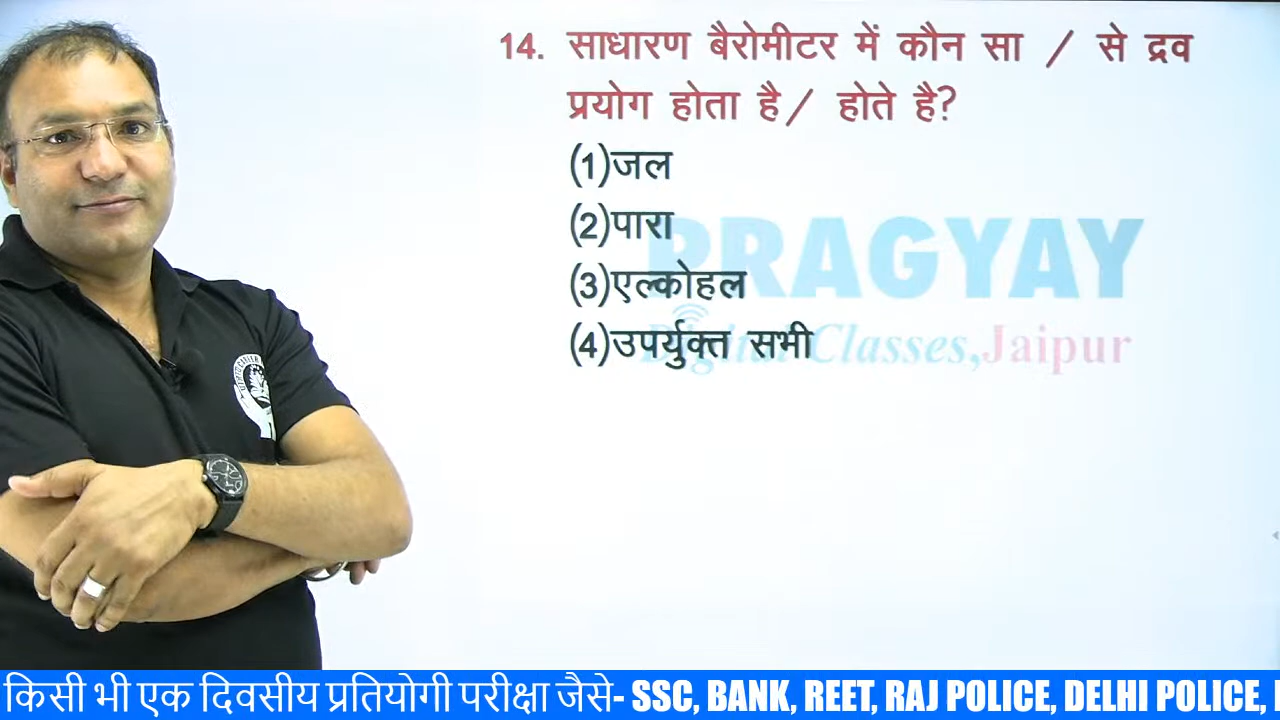 14. साधारण बैरोमीटर में कौन सा / से द्रव
प्रयोग होता है/ होते है?
(1)जल
(2)पारा
(3)एल्कोहल
(4)उपर्युक्त सभी
PRAGYAY
Digital Classes,Jaipur
किसी भी एक दिवसीय प्रतियोगी परीक्षा जैसे- SSC, BANK, REET, RAJ POLICE, DELHI POLICE,